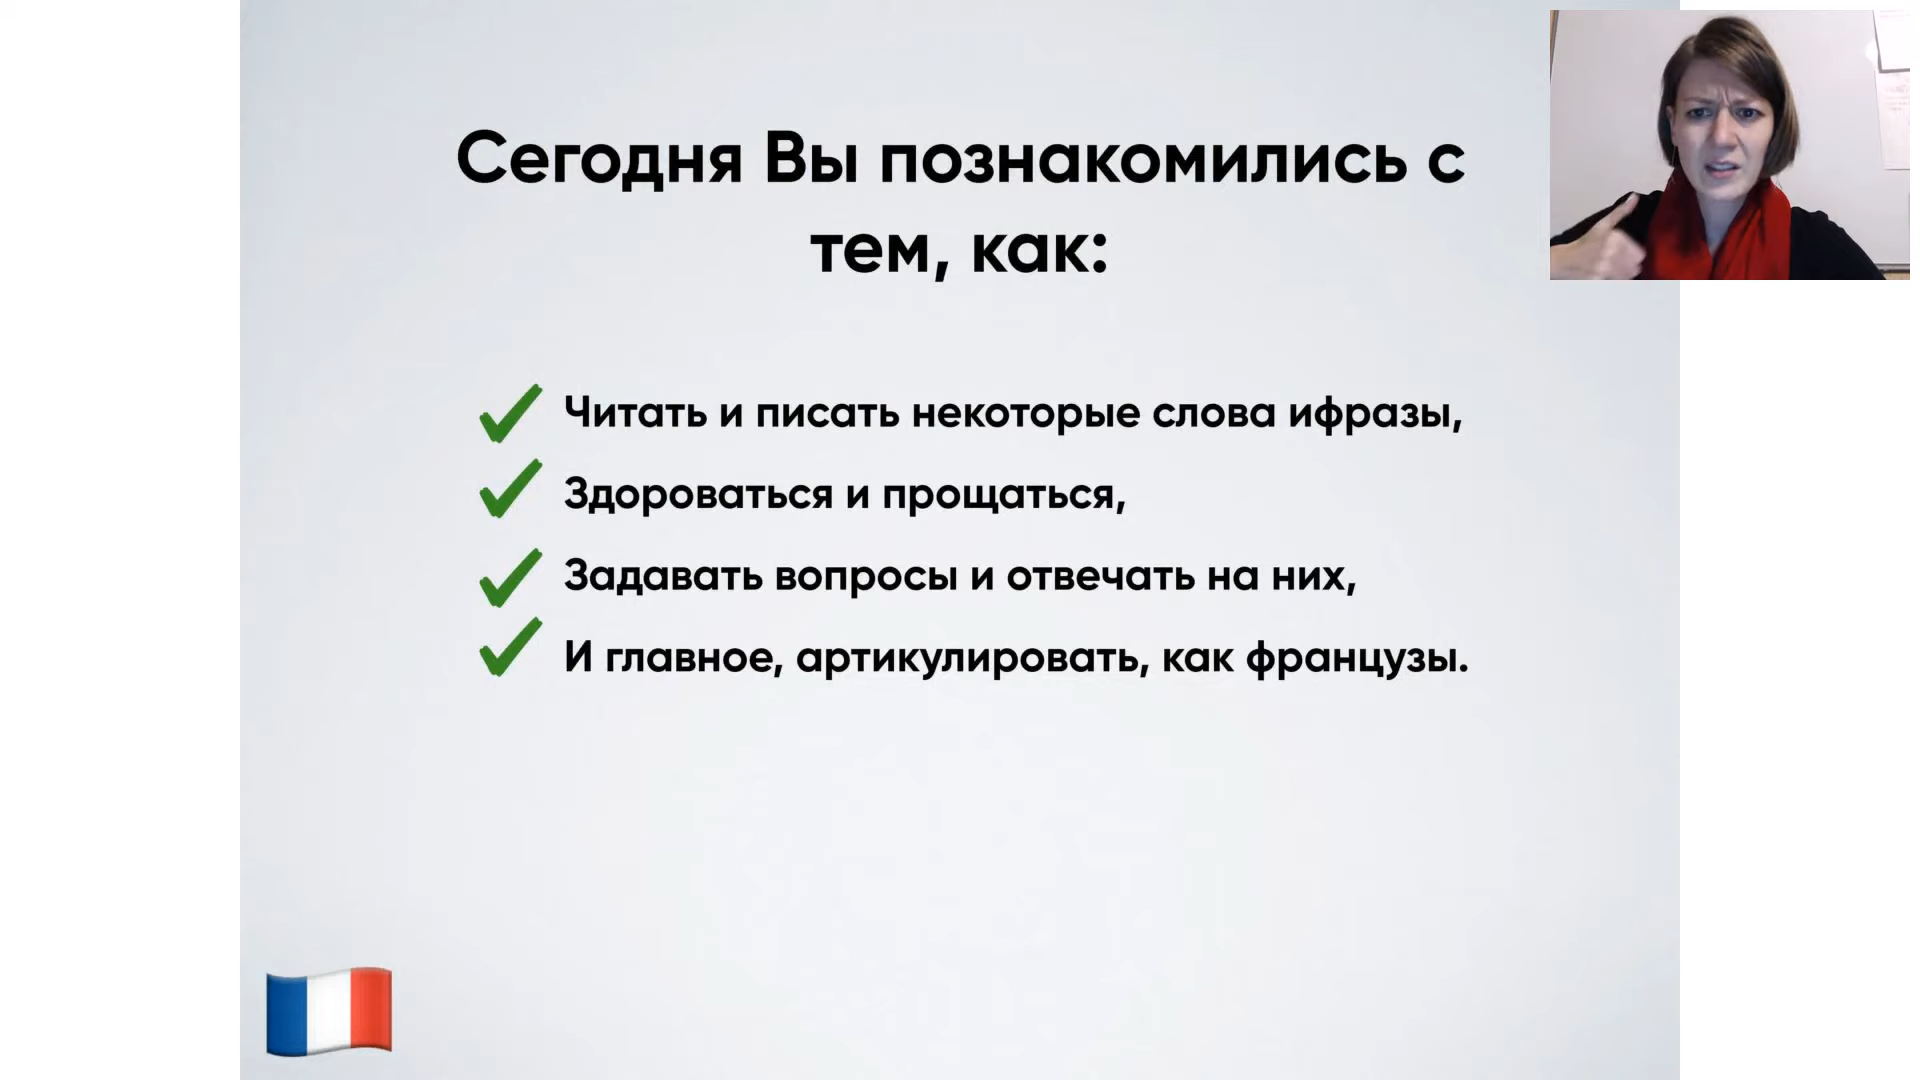 Сегодня Вы познакомились с
тем, как:
Читать и писать некоторые слова ифразы,
Здороваться и прощаться,
Задавать вопросы и отвечать на них,
И главное, артикулировать, как французы.